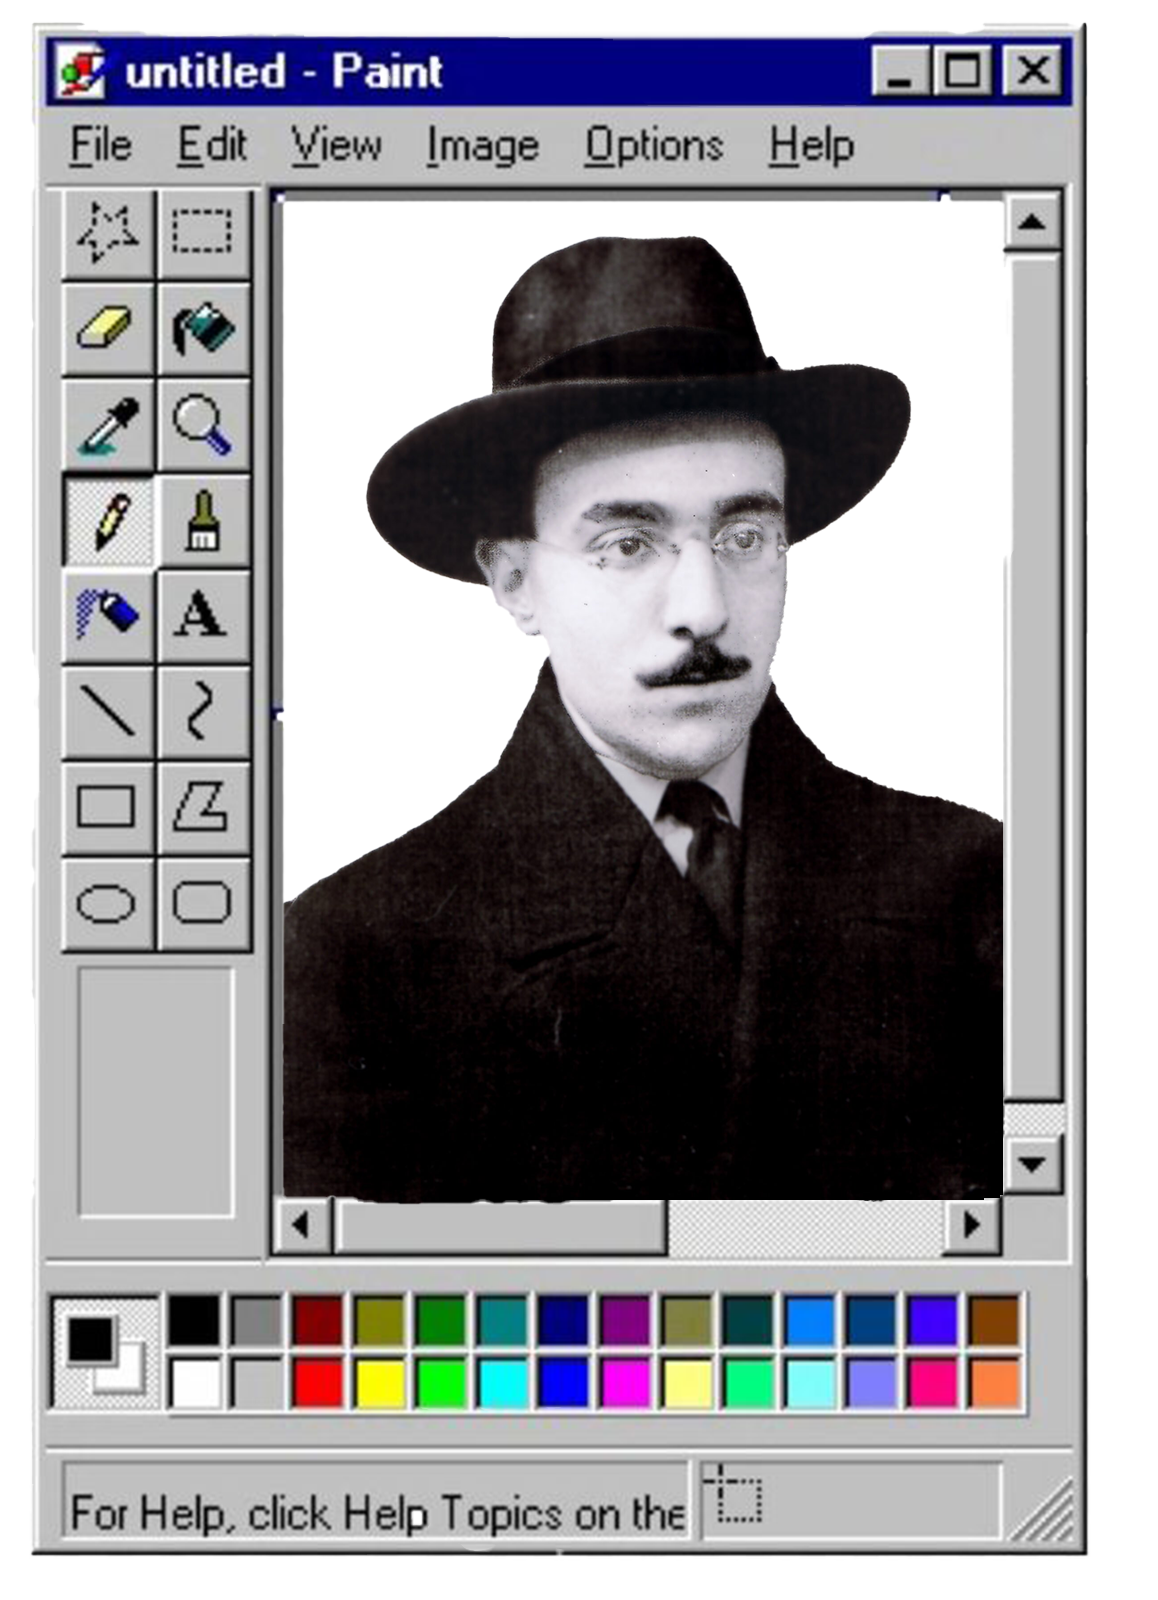 untitled - Paint
File Edit View Image Options Help
A
For Help, click Help Topics on the